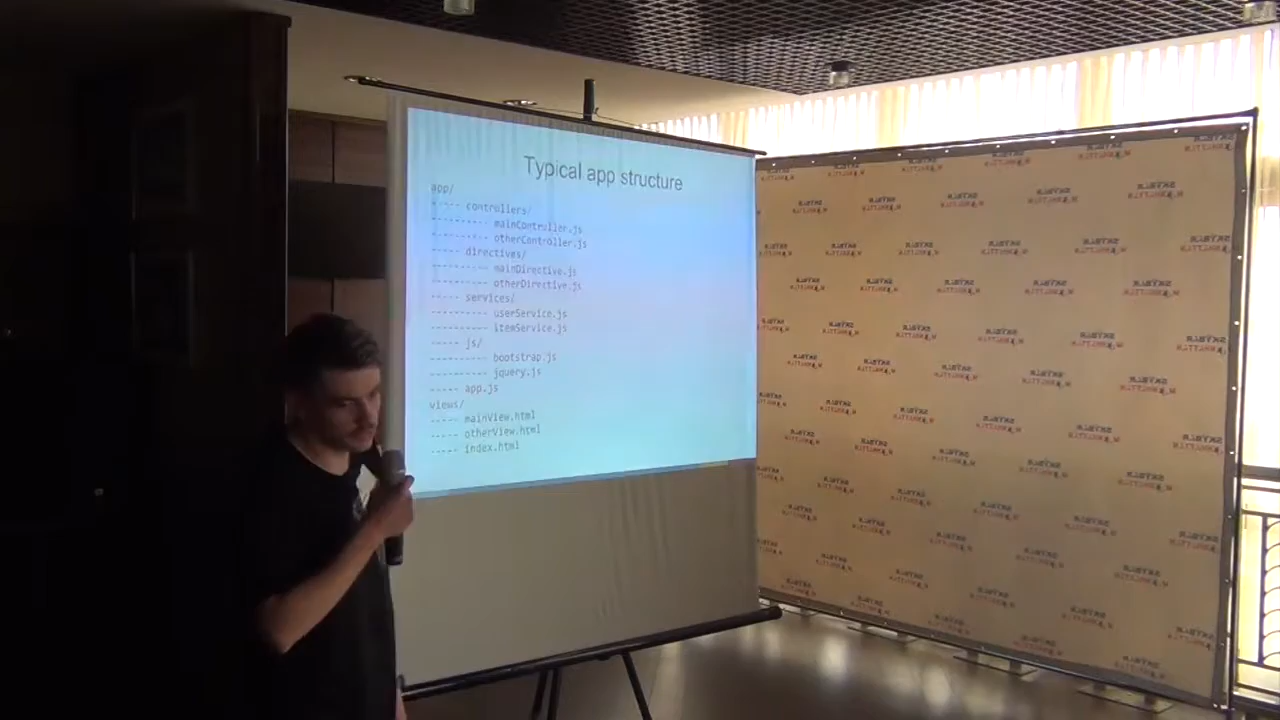 Typical app structure
app/
----- controllers/
---------- mainController.js
---------- otherController.js
----- directives/
---------- mainDirective.js
---------- otherDirective.js
----- services/
---------- userService.js
---------- itemService.js
----- js/
---------- bootstrap.js
---------- jquery.js
----- app.js
views/
----- mainView.html
----- otherView.html
----- index.html